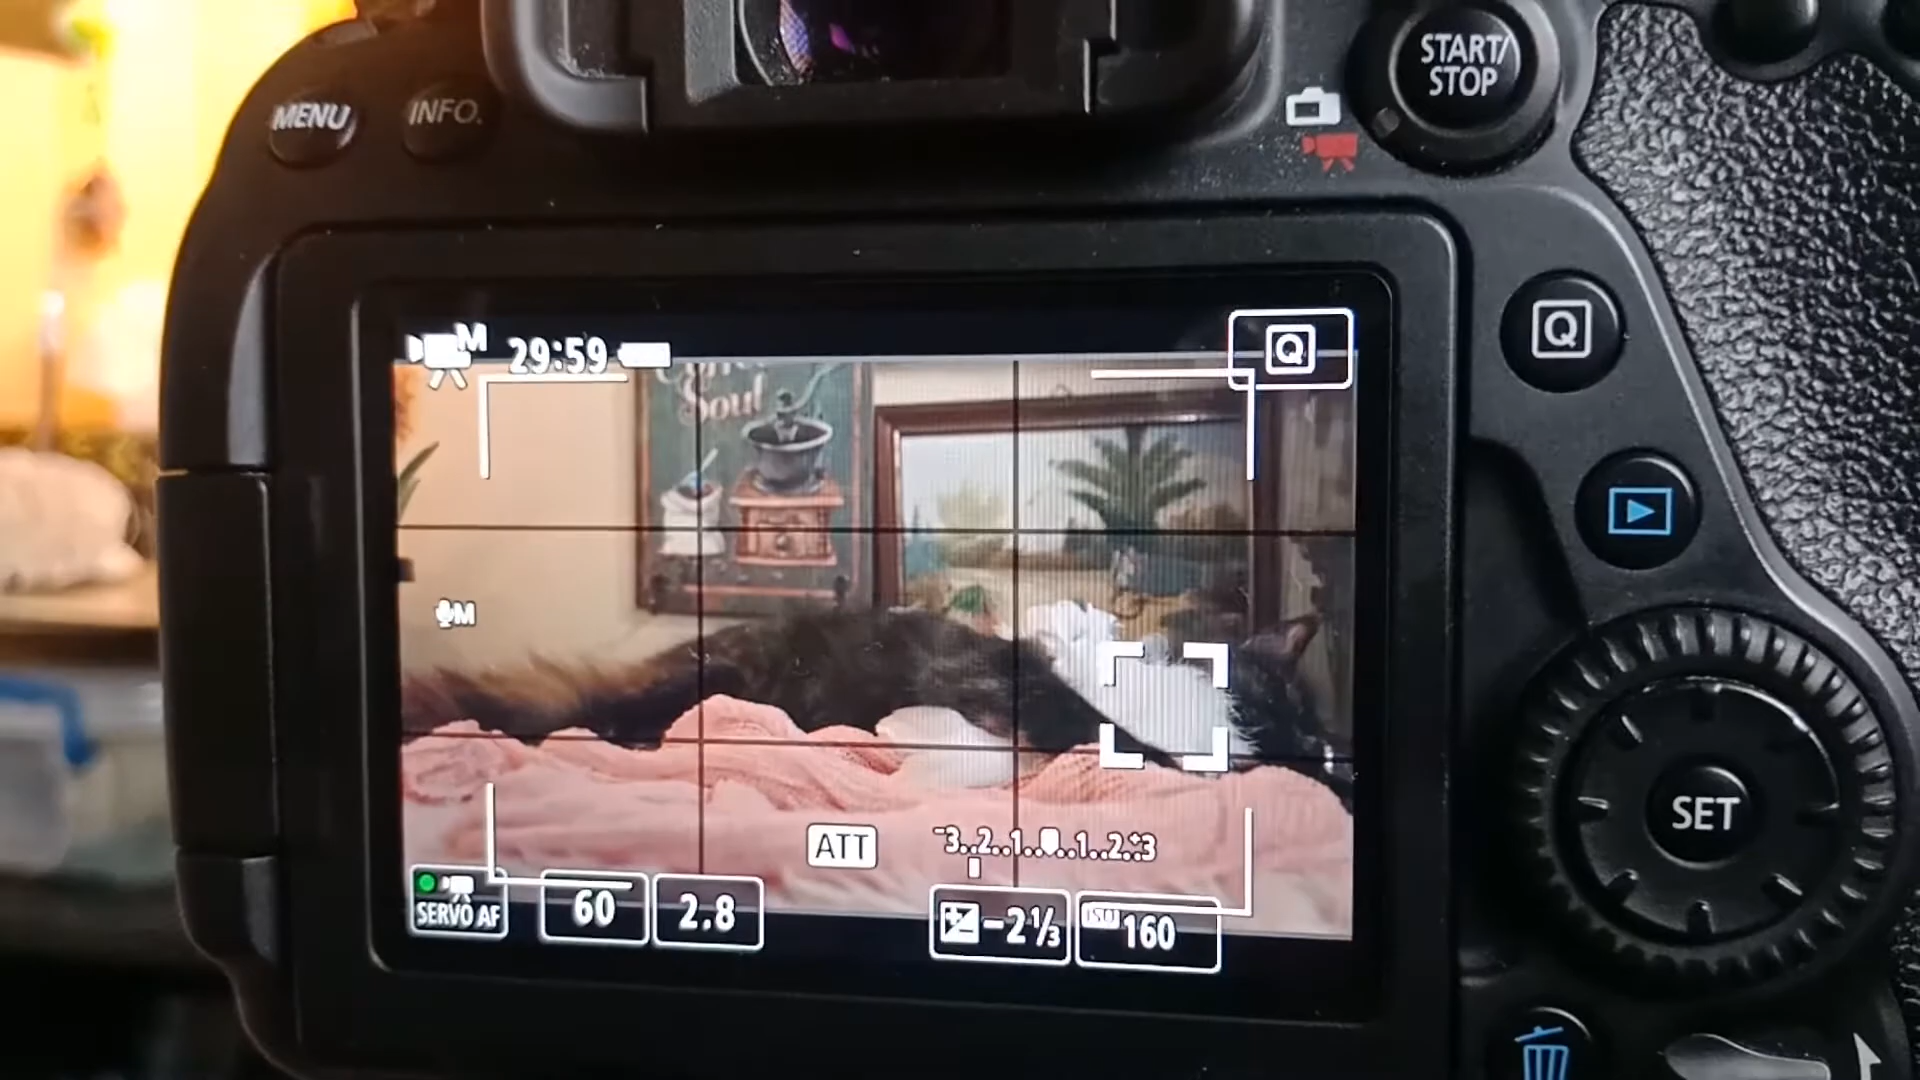 START/
STOP
MENU
INFO.
M
29:59
Q
Q
Soul
M
ATT
-3..2..1..0..1..2..+3
SERVO AF
60
2.8
-2⅓
ISO 160
SET